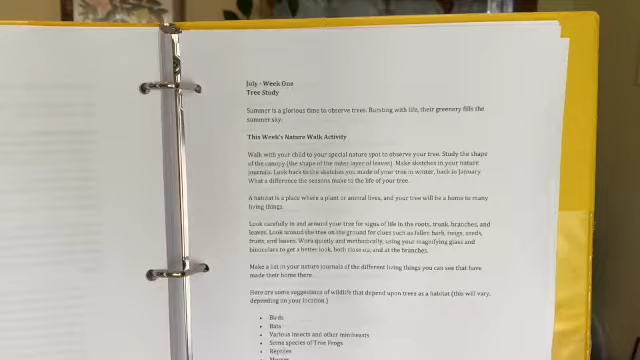 July - Week One
Tree Study
Summer is a glorious time to observe trees. Bursting with life, their greenery fills the
summer sky.
This Week's Nature Walk Activity
Walk with your child to your special nature spot to observe your tree. Study the shape
of the canopy (the shape of the outer layer of leaves). Make sketches in your nature
journals. Look back to the sketches you made of your tree in winter, back in January.
What a difference the seasons make to the life of your tree.
A habitat is a place where a plant or animal lives, and your tree will be a home to many
living things.
Look carefully in and around your tree for signs of life in the roots, trunk, branches, and
leaves. Look around the tree on the ground for clues such as fallen bark, twigs, seeds,
fruits, and leaves. Work quietly and methodically, using your magnifying glass and
binoculars to get a better look, both close up, and at the branches.
Make a list in your nature journals of the different living things you can see that have
made their home there.
Here are some suggestions of wildlife that depend upon trees as a habitat (this will vary,
depending on your location.)
• Birds
• Bats
• Various insects and other minibeasts
• Some species of Tree Frogs
• Reptiles